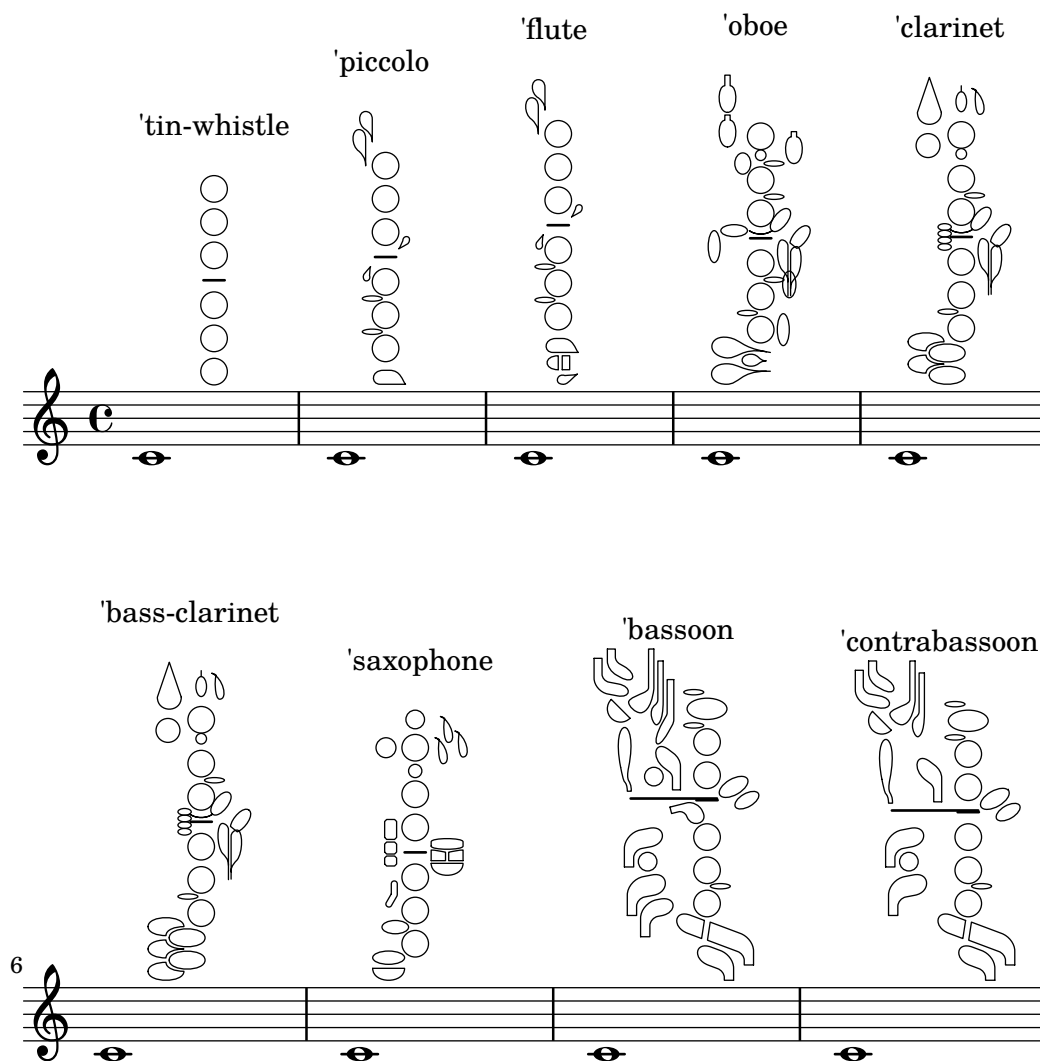 'tin-whistle
'piccolo
'flute
'oboe
'clarinet
'bass-clarinet
'saxophone
'bassoon
'contrabassoon
6